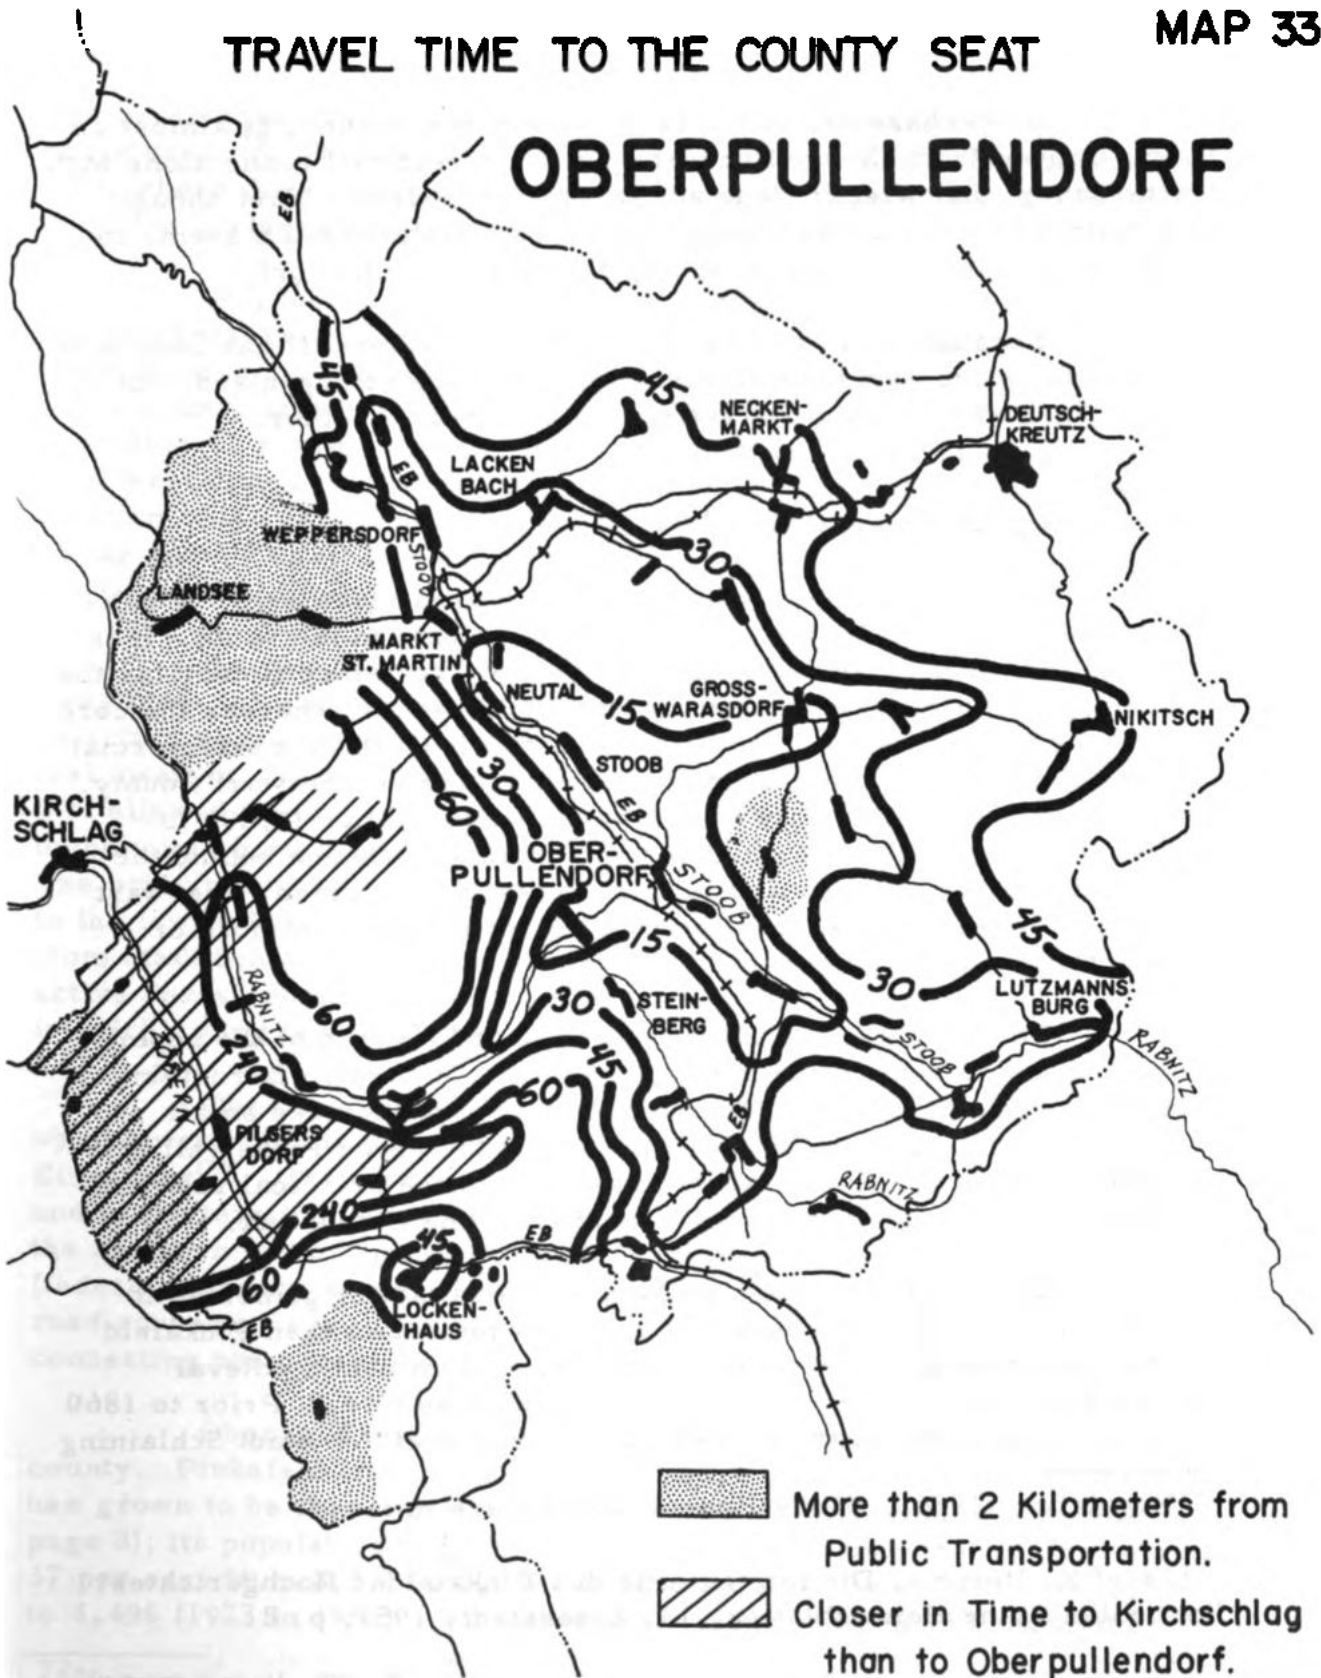 MAP 33
TRAVEL TIME TO THE COUNTY SEAT
OBERPULLENDORF
EB
45
45
NECKEN-
MARKT
DEUTSCH-
KREUTZ
LACKEN
BACH
EB
WEPPERSDORF
STOOB
30
LANDSEE
MARKT
ST. MARTIN
NEUTAL
15
GROSS-
WARASDORF
NIKITSCH
STOOB
30
60
EB
KIRCH-
SCHLAG
OBER-
PULLENDORF
STOOB
15
45
30
LUTZMANNS-
BURG
RABNITZ
STEIN-
BERG
30
60
240
45
60
STOOB
RABNITZ
EB
PILGERS
DORF
RABNITZ
240
45
EB
60
EB
LOCKEN-
HAUS
More than 2 Kilometers from
Public Transportation.
Closer in Time to Kirchschlag
than to Oberpullendorf.